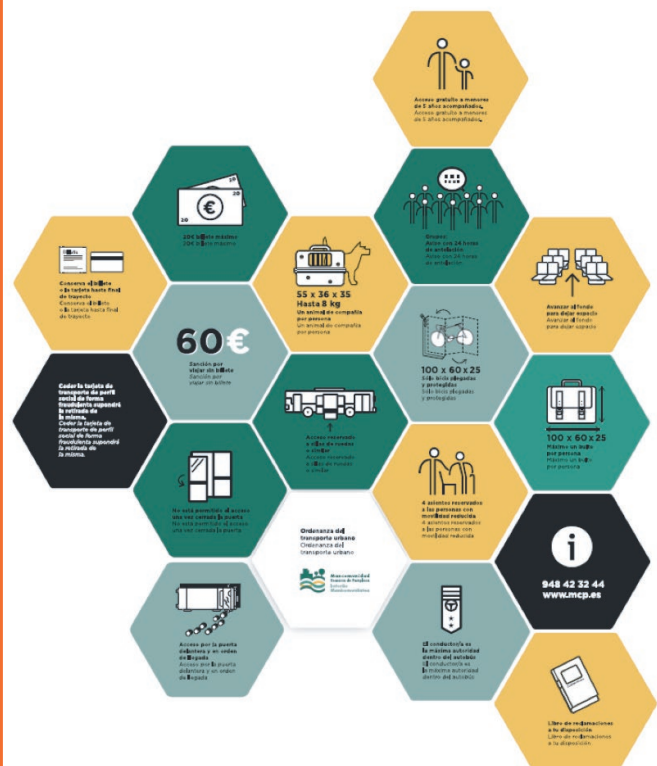 Acceso gratuito a menores
de 5 años acompañados.
Acceso gratuito a menores
de 5 años acompañados.
20
€
20
20€ billete máximo
20€ billete máximo
Grupos:
Aviso con 24 horas
de antelación
Aviso con 24 horas
de antelación
Conserva el billete
o la tarjeta hasta final
de trayecto
Conserva el billete
o la tarjeta hasta final
de trayecto
55 x 36 x 35
Hasta 8 kg
Un animal de compañía
por persona
Un animal de compañía
por persona
Avanzar al fondo
para dejar espacio
Avanzar al fondo
para dejar espacio
60€
Sanción por
viajar sin billete
Sanción por
viajar sin billete
100 x 60 x 25
Sólo bicis plegadas
y protegidas
Sólo bicis plegadas
y protegidas
Ceder la tarjeta de
transporte de perfil
social de forma
fraudulenta supondrá
la retirada de
la misma.
Ceder la tarjeta de
transporte de perfil
social de forma
fraudulenta supondrá
la retirada de
la misma.
Acceso reservado
a sillas de ruedas
o similar
Acceso reservado
a sillas de ruedas
o similar
100 x 60 x 25
Máximo un bulto
por persona
Máximo un bulto
por persona
No está permitido el acceso
una vez cerrada la puerta
No está permitido el acceso
una vez cerrada la puerta
4 asientos reservados
a las personas con
movilidad reducida
4 asientos reservados
a las personas con
movilidad reducida
Ordenanza del
transporte urbano
Ordenanza del
transporte urbano
Mancomunidad
Comarca de Pamplona
Iruñerriko
Mankomunitatea
i
948 42 32 44
www.mcp.es
Acceso por la puerta
delantera y en orden
de llegada
Acceso por la puerta
delantera y en orden
de llegada
El conductor/a es
la máxima autoridad
dentro del autobús
El conductor/a es
la máxima autoridad
dentro del autobús
Libro de reclamaciones
a tu disposición
Libro de reclamaciones
a tu disposición